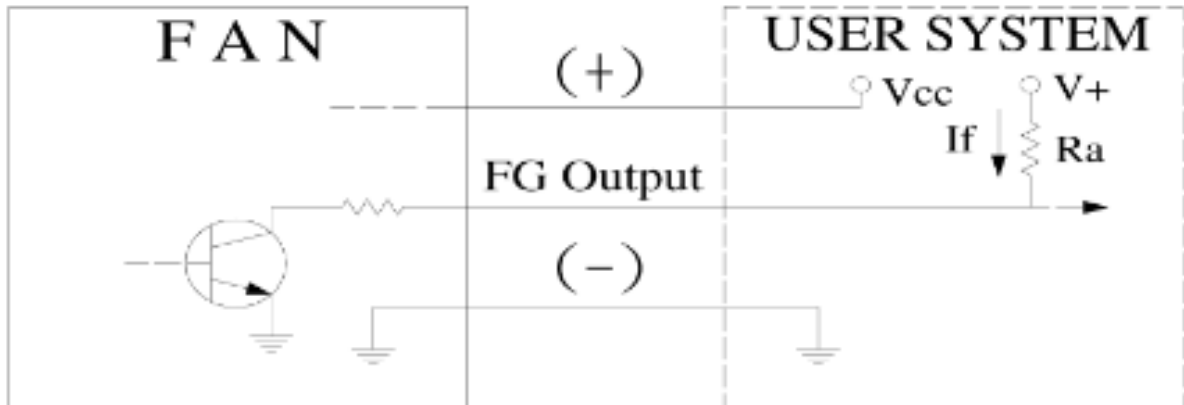 F A N
USER SYSTEM
(+)
Vcc
V+
If
Ra
FG Output
(-)